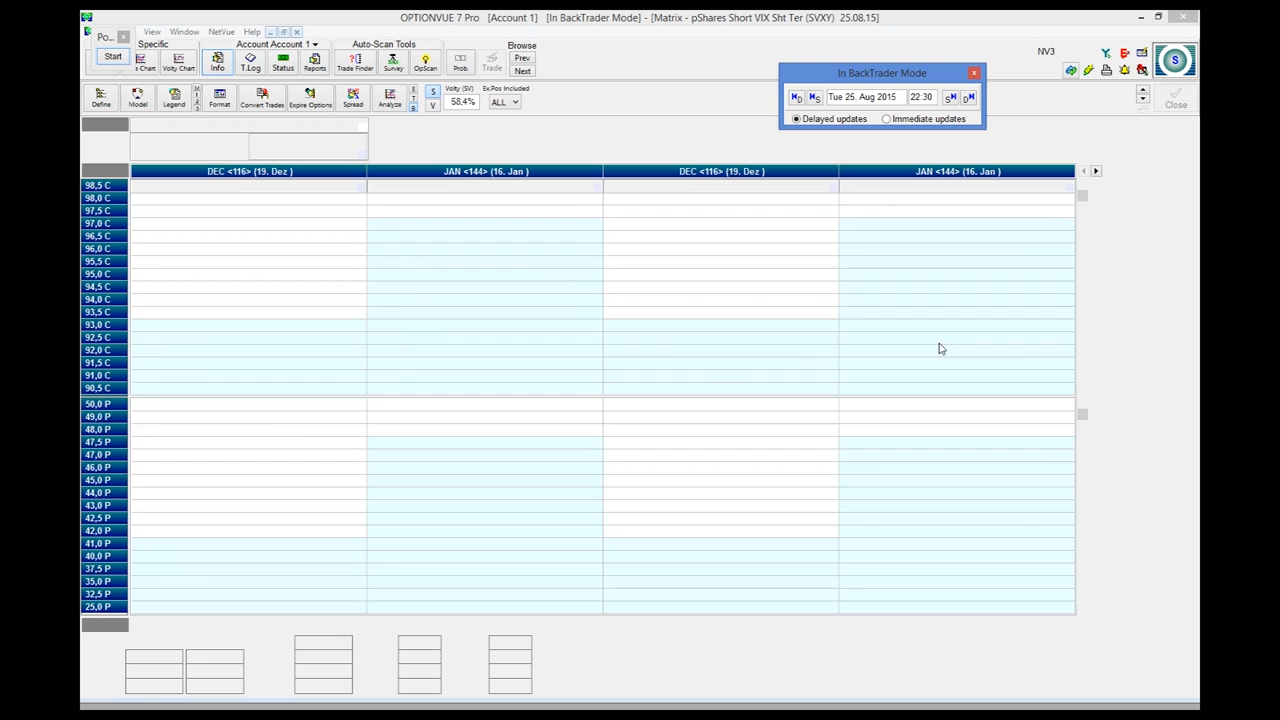 OPTIONVUE 7 Pro [Account 1] [In BackTrader Mode] - [Matrix - pShares Short VIX Sht Ter (SVXY) 25.08.15]
Po...
View Window NetVue Help
Specific Account Account 1 Auto-Scan Tools Browse
Start
e Chart Volty Chart Info T.Log Status Reports Trade Finder Survey OpScan Prob. Trade Prev Next
NV3
S
In BackTrader Mode
D S Tue 25. Aug 2015 22:30 S D
Delayed updates Immediate updates
Define Model Legend Format Convert Trades Expire Options Spread Analyze S V
Volty (SV) Ex.Pos Included
58,4% ALL
Close
DEC <116> (19. Dez ) JAN <144> (16. Jan ) DEC <116> (19. Dez ) JAN <144> (16. Jan )
98,5 C
98,0 C
97,5 C
97,0 C
96,5 C
96,0 C
95,5 C
95,0 C
94,5 C
94,0 C
93,5 C
93,0 C
92,5 C
92,0 C
91,5 C
91,0 C
90,5 C
50,0 P
49,0 P
48,0 P
47,5 P
47,0 P
46,0 P
45,0 P
44,0 P
43,0 P
42,5 P
42,0 P
41,0 P
40,0 P
37,5 P
35,0 P
32,5 P
25,0 P